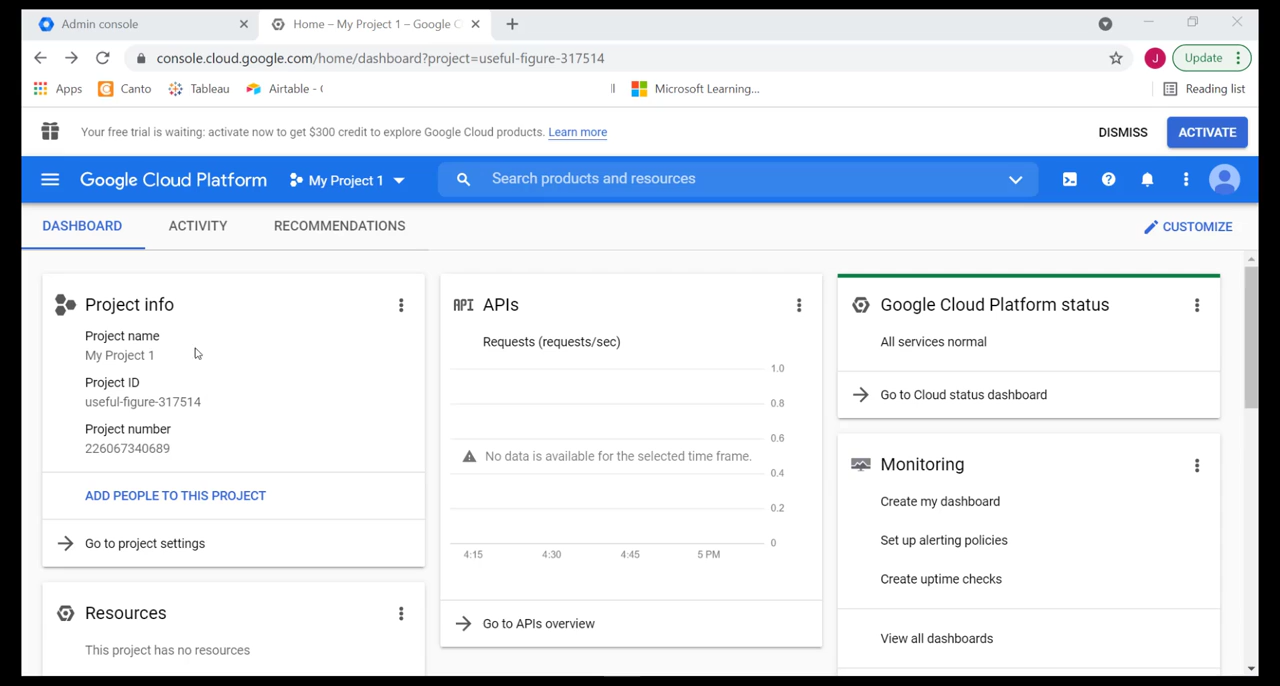 Admin console
Home – My Project 1 – Google C
console.cloud.google.com/home/dashboard?project=useful-figure-317514
J
Update
Apps
Canto
Tableau
Airtable - (
Microsoft Learning...
Reading list
Your free trial is waiting: activate now to get $300 credit to explore Google Cloud products. Learn more
DISMISS
ACTIVATE
Google Cloud Platform
My Project 1
Search products and resources
DASHBOARD
ACTIVITY
RECOMMENDATIONS
CUSTOMIZE
Project info
Project name
My Project 1
Project ID
useful-figure-317514
Project number
226067340689
ADD PEOPLE TO THIS PROJECT
Go to project settings
Resources
This project has no resources
API APIs
Requests (requests/sec)
1.0
0.8
0.6
No data is available for the selected time frame.
0.4
0.2
0
4:15 4:30 4:45 5 PM
Go to APIs overview
Google Cloud Platform status
All services normal
Go to Cloud status dashboard
Monitoring
Create my dashboard
Set up alerting policies
Create uptime checks
View all dashboards